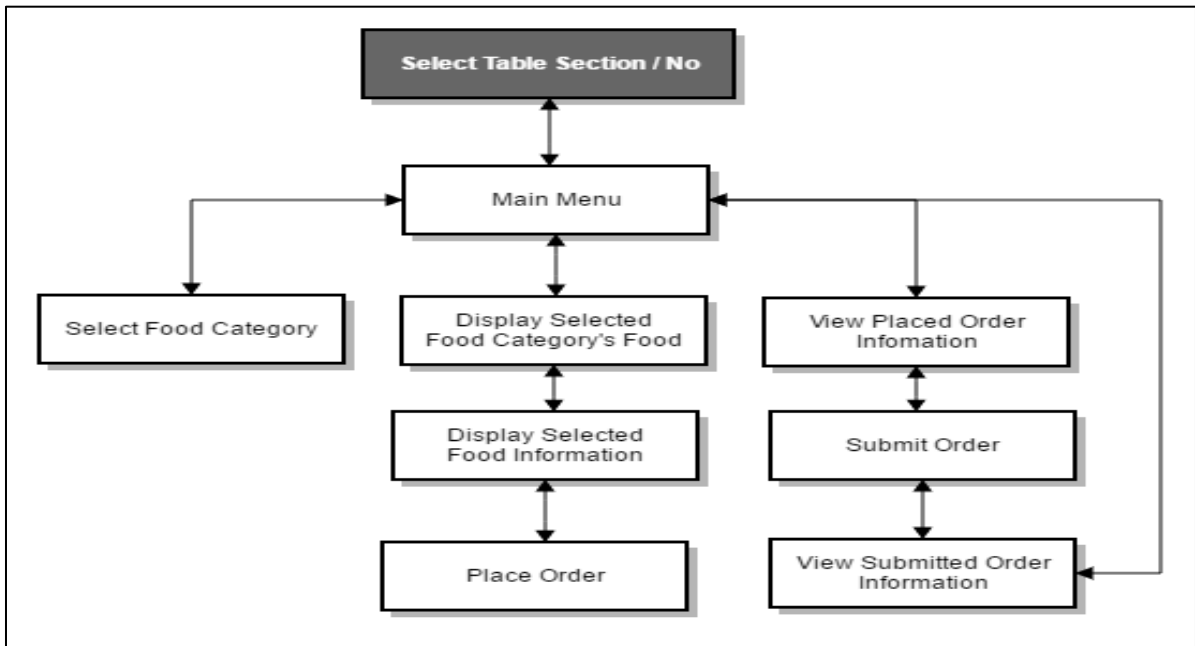 Select Table Section / No
Main Menu
Select Food Category
Display Selected
Food Category's Food
View Placed Order
Infomation
Display Selected
Food Information
Submit Order
Place Order
View Submitted Order
Information